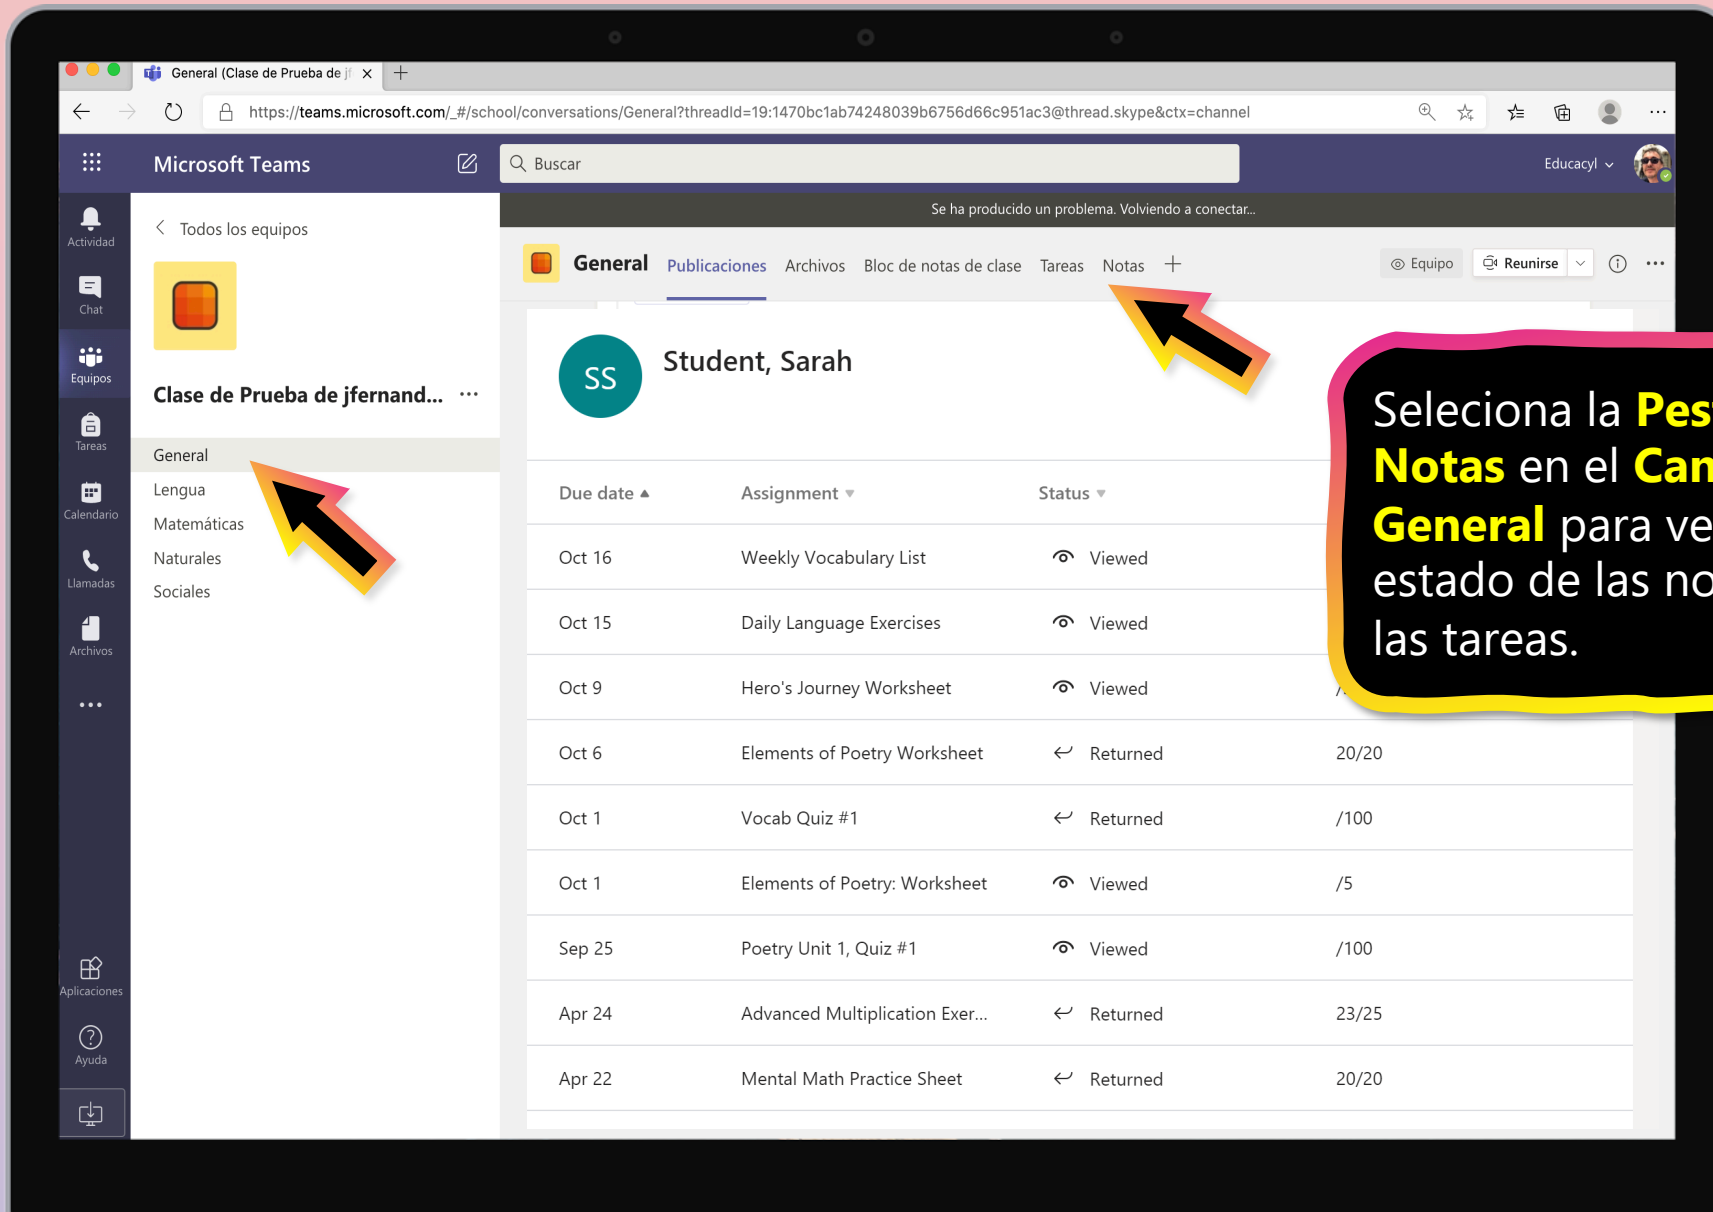 General (Clase de Prueba de jf
https://teams.microsoft.com/_#/school/conversations/General?threadId=19:1470bc1ab74248039b6756d66c951ac3@thread.skype&ctx=channel
Microsoft Teams
Buscar
Educacyl
Se ha producido un problema. Volviendo a conectar...
Actividad
Chat
Equipos
Tareas
Calendario
Llamadas
Archivos
Aplicaciones
Ayuda
Todos los equipos
Clase de Prueba de jfernand... ...
General
Lengua
Matemáticas
Naturales
Sociales
General Publicaciones Archivos Bloc de notas de clase Tareas Notas +
Equipo Reunirse
SS Student, Sarah
Due date Assignment Status
Oct 16 Weekly Vocabulary List Viewed
Oct 15 Daily Language Exercises Viewed
Oct 9 Hero's Journey Worksheet Viewed
Oct 6 Elements of Poetry Worksheet Returned 20/20
Oct 1 Vocab Quiz #1 Returned /100
Oct 1 Elements of Poetry: Worksheet Viewed /5
Sep 25 Poetry Unit 1, Quiz #1 Viewed /100
Apr 24 Advanced Multiplication Exer... Returned 23/25
Apr 22 Mental Math Practice Sheet Returned 20/20
Seleciona la Pes
Notas en el Can
General para ve
estado de las no
las tareas.